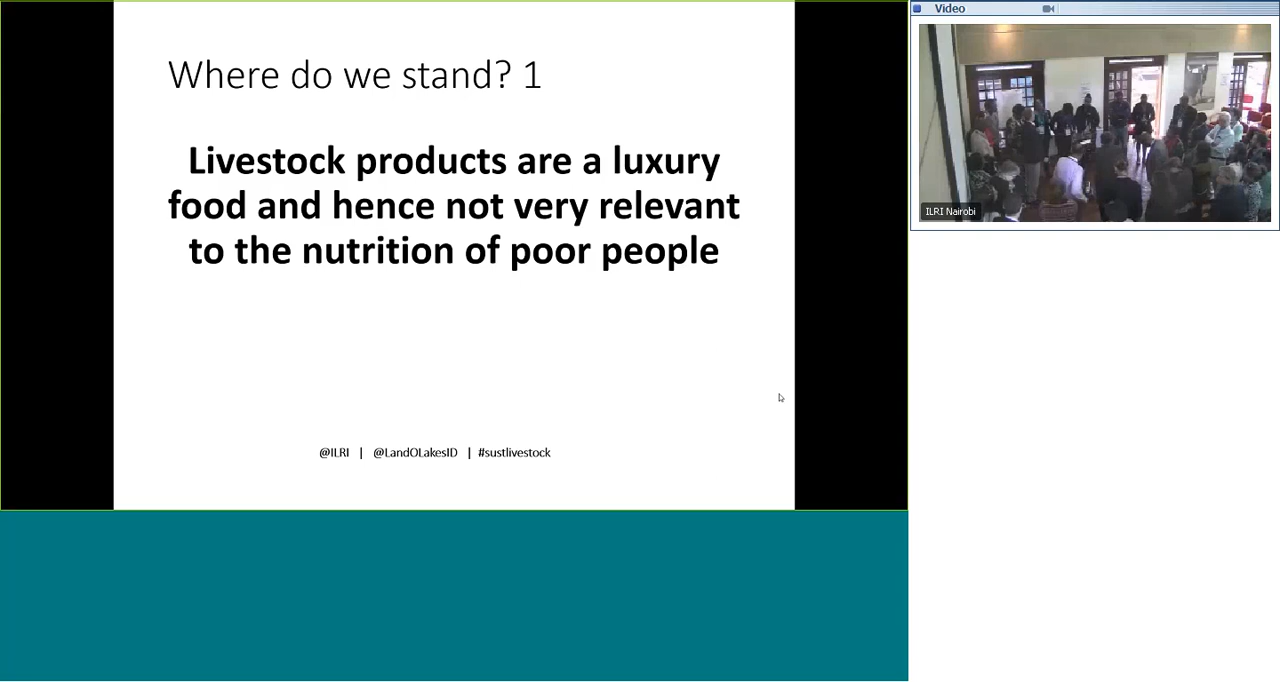 Where do we stand? 1
Livestock products are a luxury
food and hence not very relevant
to the nutrition of poor people
@ILRI | @LandOLakesID | #sustlivestock
Video
ILRI Nairobi